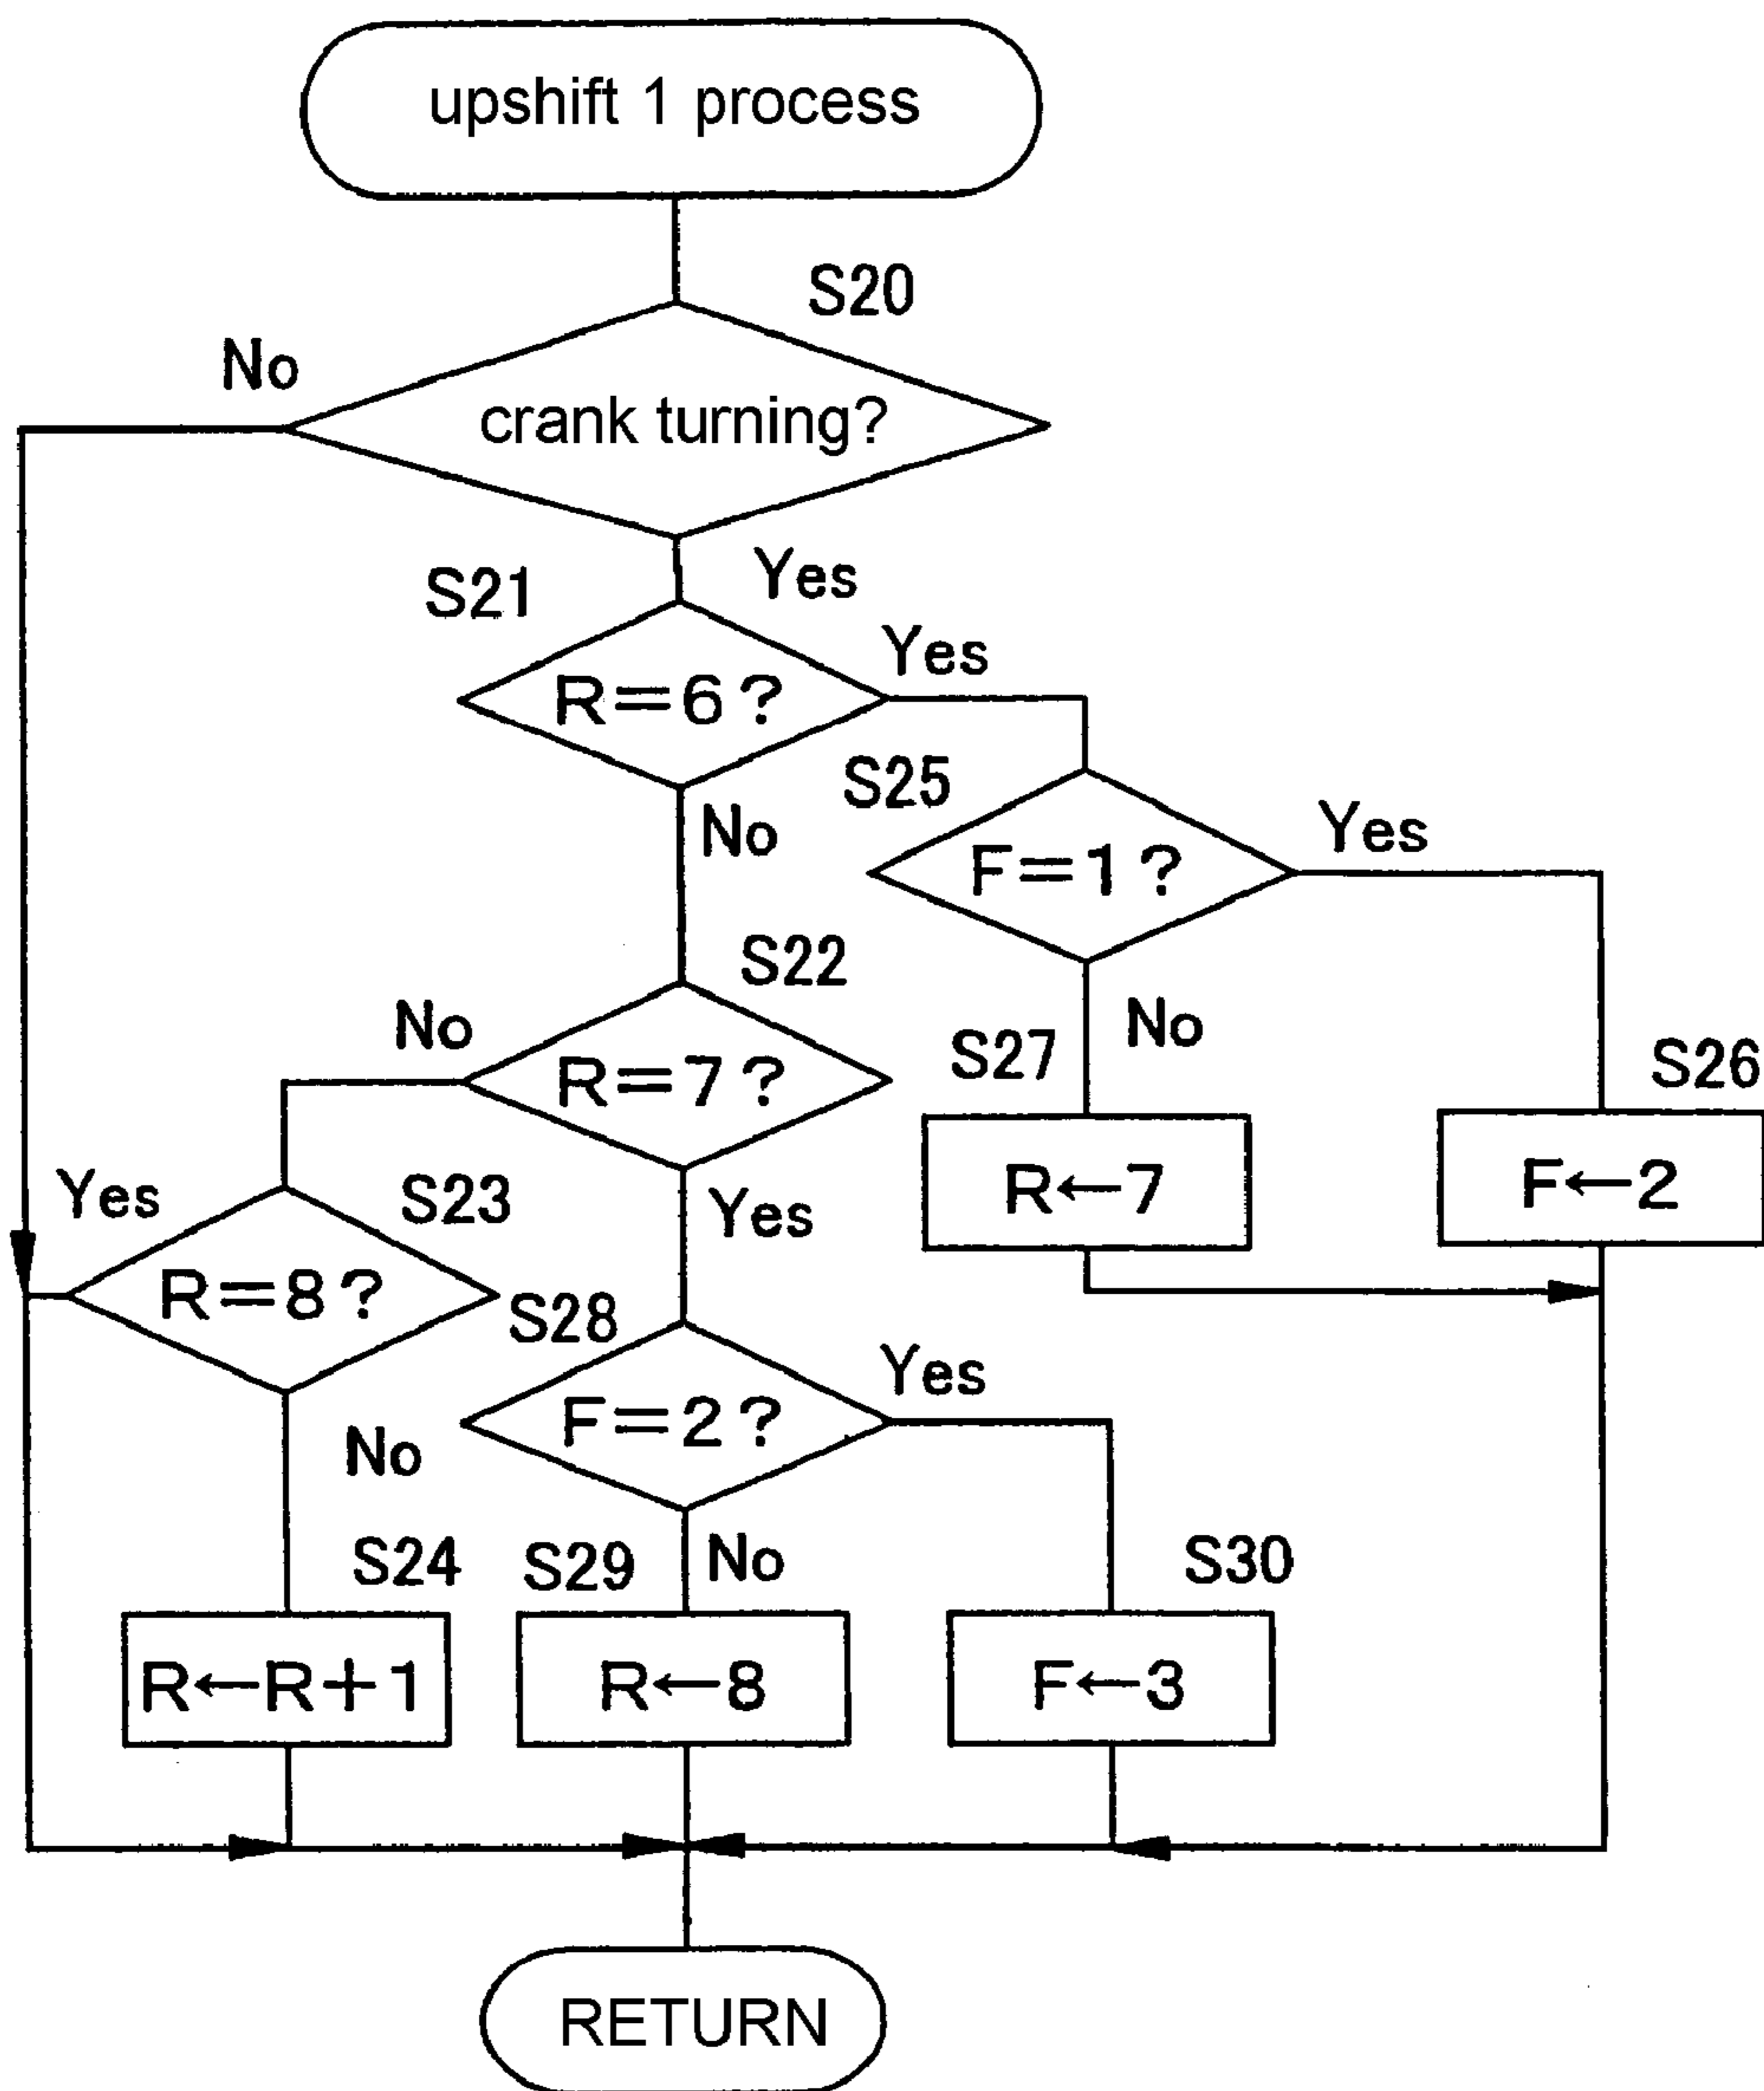 upshift 1 process
S20
No
crank turning?
Yes
S21
Yes
R=6?
S25
No
Yes
F=1?
S22
No
No
S27
R=7?
S26
R←7
F←2
Yes
S23
Yes
R=8?
S28
Yes
F=2?
No
S24
S29
No
S30
R←R+1
R←8
F←3
RETURN